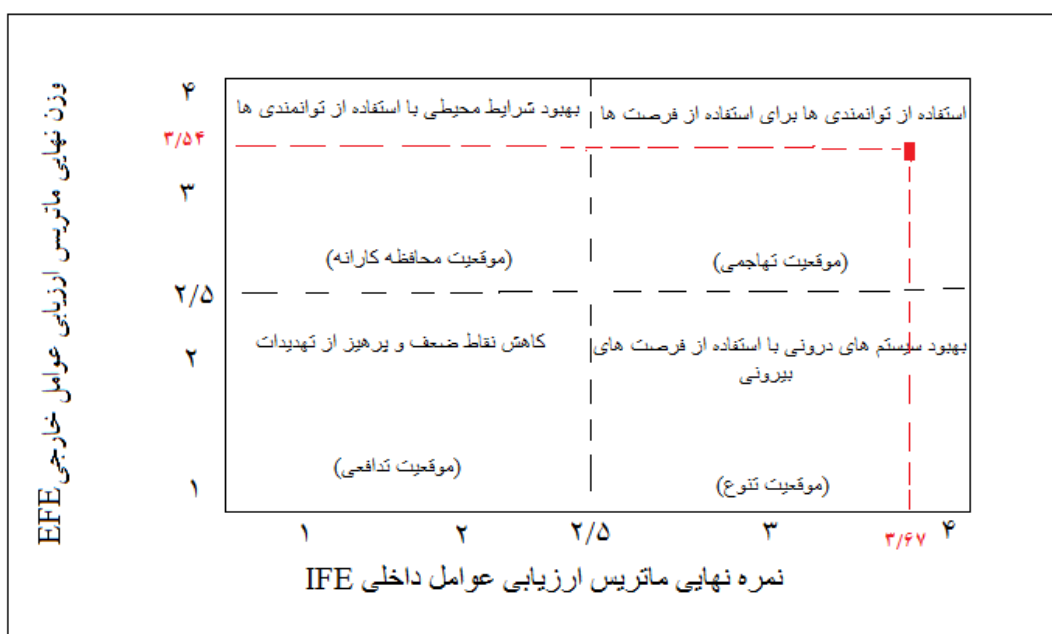 وزن نهایی ماتریس ارزیابی عوامل خارجی EFE
۴
۳/۵۴
۳
۲/۵
۲
۱
استفاده از توانمندی ها برای استفاده از فرصت ها
بهبود شرایط محیطی با استفاده از توانمندی ها
(موقعیت تهاجمی)
(موقعیت محافظه کارانه)
بهبود سیستم های درونی با استفاده از فرصت های
بیرونی
کاهش نقاط ضعف و پرهیز از تهدیدات
(موقعیت تنوع)
(موقعیت تدافعی)
۱ ۲ ۲/۵ ۳ ۳/۶۷ ۴
نمره نهایی ماتریس ارزیابی عوامل داخلی IFE